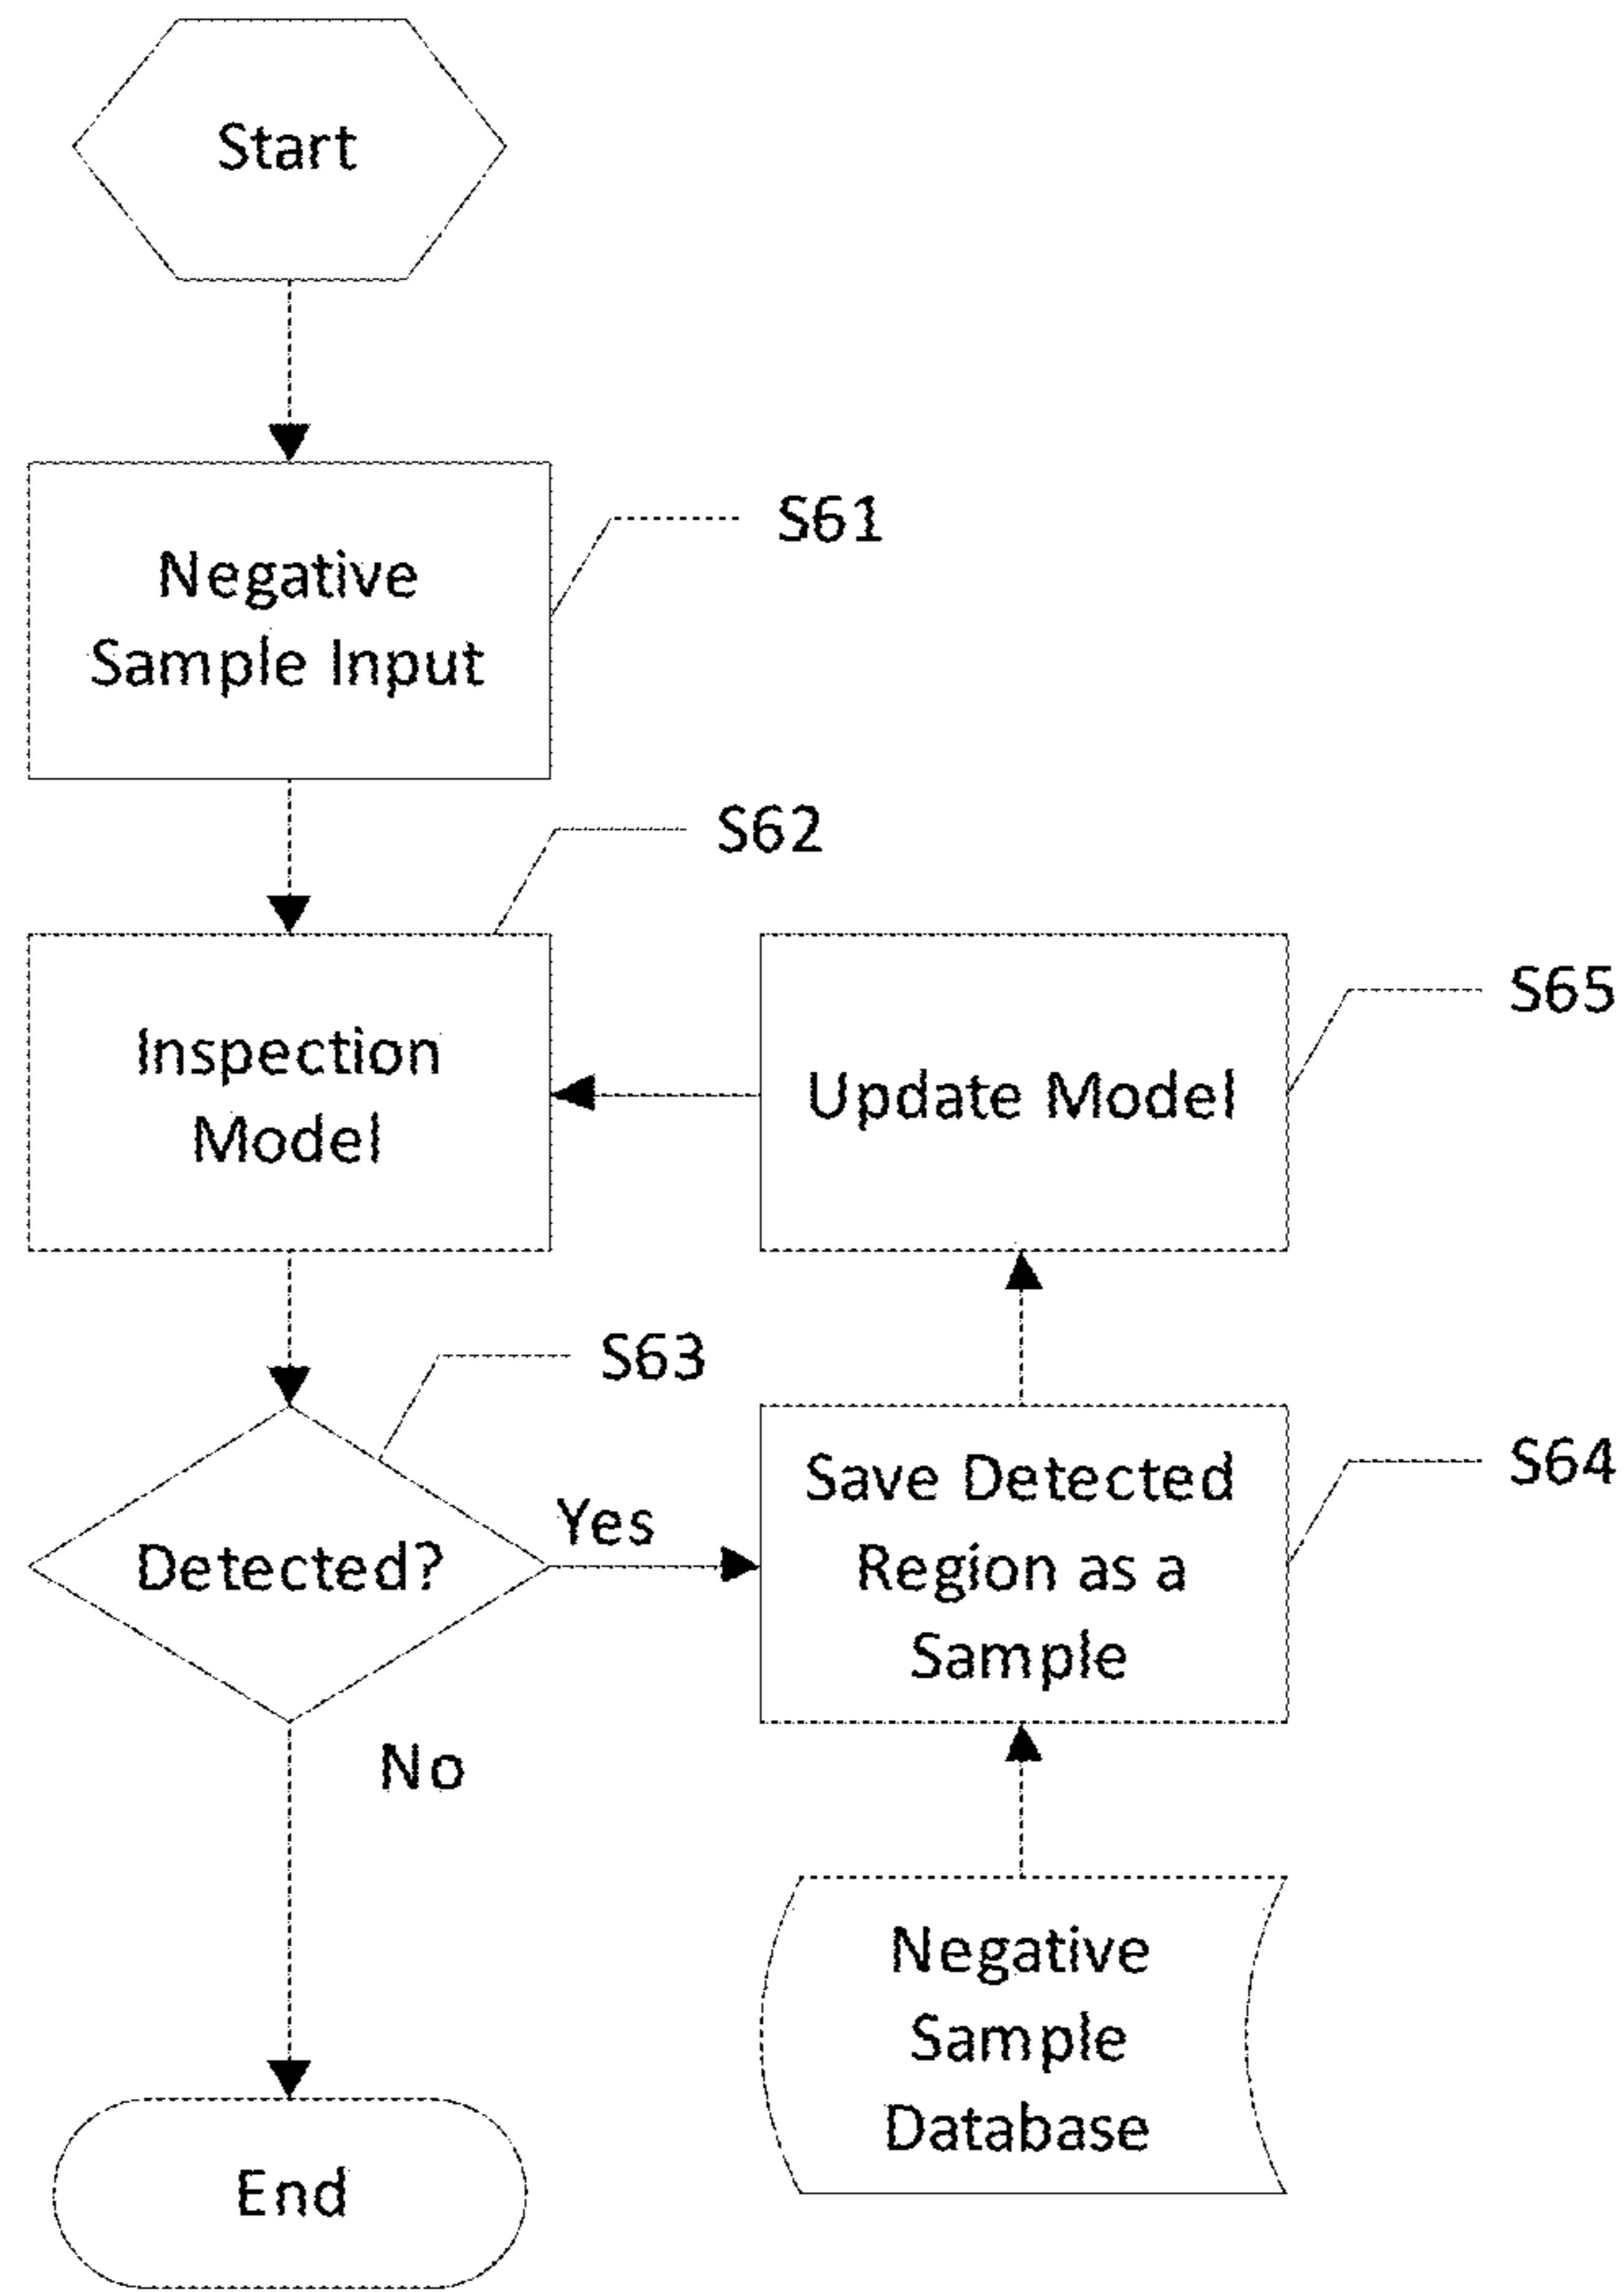 Start
Negative
Sample Input
S61
Inspection
Model
S62
Update Model
S65
Detected?
S63
Yes
No
Save Detected
Region as a
Sample
S64
Negative
Sample
Database
End